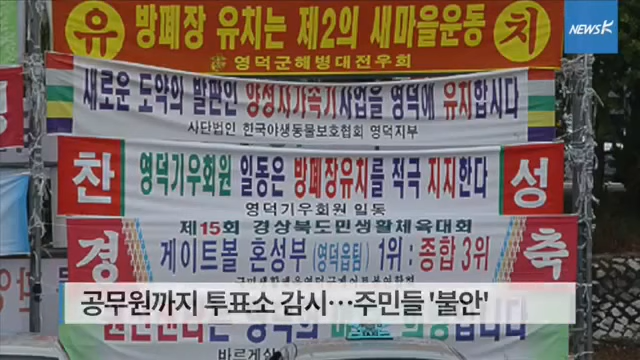 NEWSK
유 방폐장 유치는 제2의 새마을운동 치
영덕군해병대전우회
새로운 도약의 발판인 양성자가속기사업을 영덕에 유치합시다
사단법인 한국야생동물보호협회 영덕지부
찬 영덕기우회원 일동은 방폐장유치를 적극 지지한다 성
영덕기우회원 일동
제15회 경상북도민생활체육대회
경 게이트볼 혼성부 (영덕읍팀) 1위 : 종합 3위 축
공무원까지 투표소 감시…주민들 '불안'
바르게살